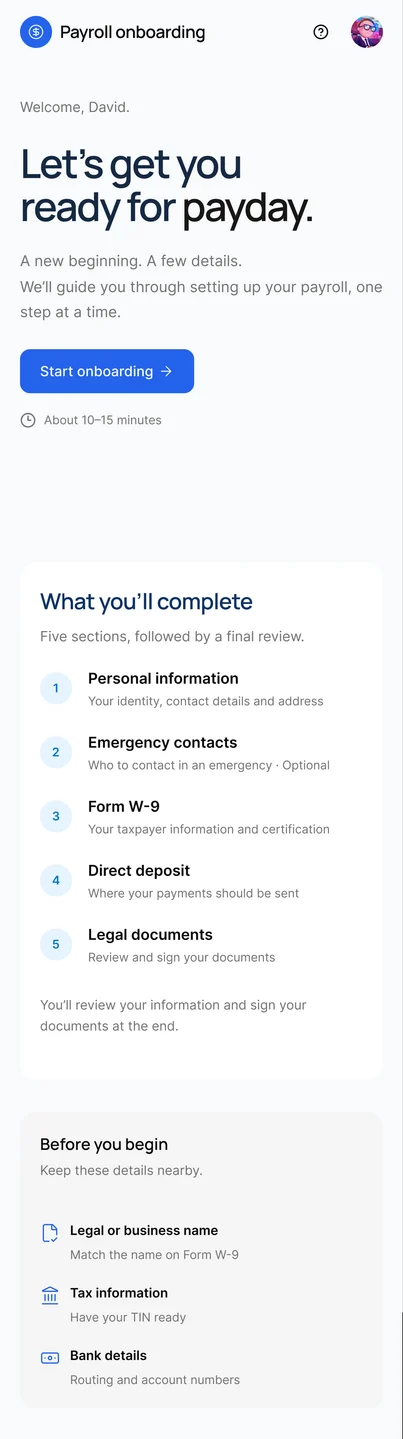 Payroll onboarding
Welcome, David.
Let’s get you
ready for payday.
A new beginning. A few details.
We’ll guide you through setting up your payroll, one
step at a time.
Start onboarding →
About 10–15 minutes
What you’ll complete
Five sections, followed by a final review.
1
Personal information
Your identity, contact details and address
2
Emergency contacts
Who to contact in an emergency · Optional
3
Form W-9
Your taxpayer information and certification
4
Direct deposit
Where your payments should be sent
5
Legal documents
Review and sign your documents
You’ll review your information and sign your
documents at the end.
Before you begin
Keep these details nearby.
Legal or business name
Match the name on Form W-9
Tax information
Have your TIN ready
Bank details
Routing and account numbers